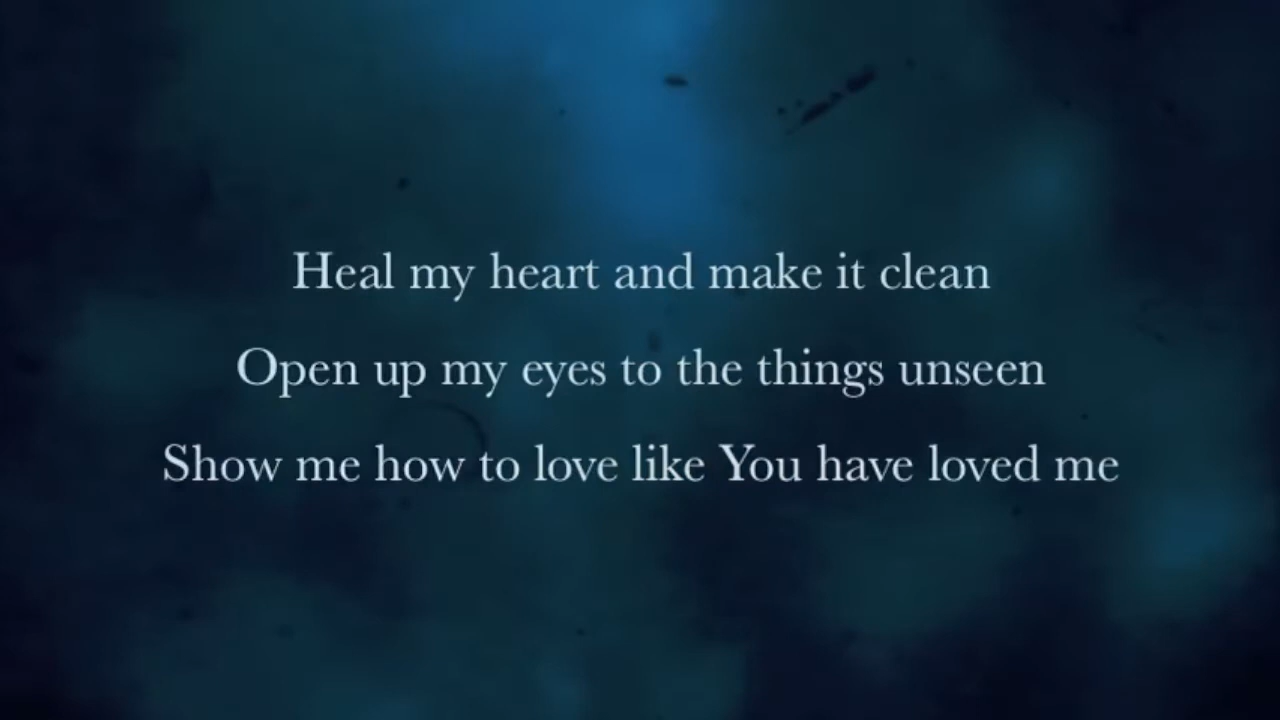 Heal my heart and make it clean
Open up my eyes to the things unseen
Show me how to love like You have loved me